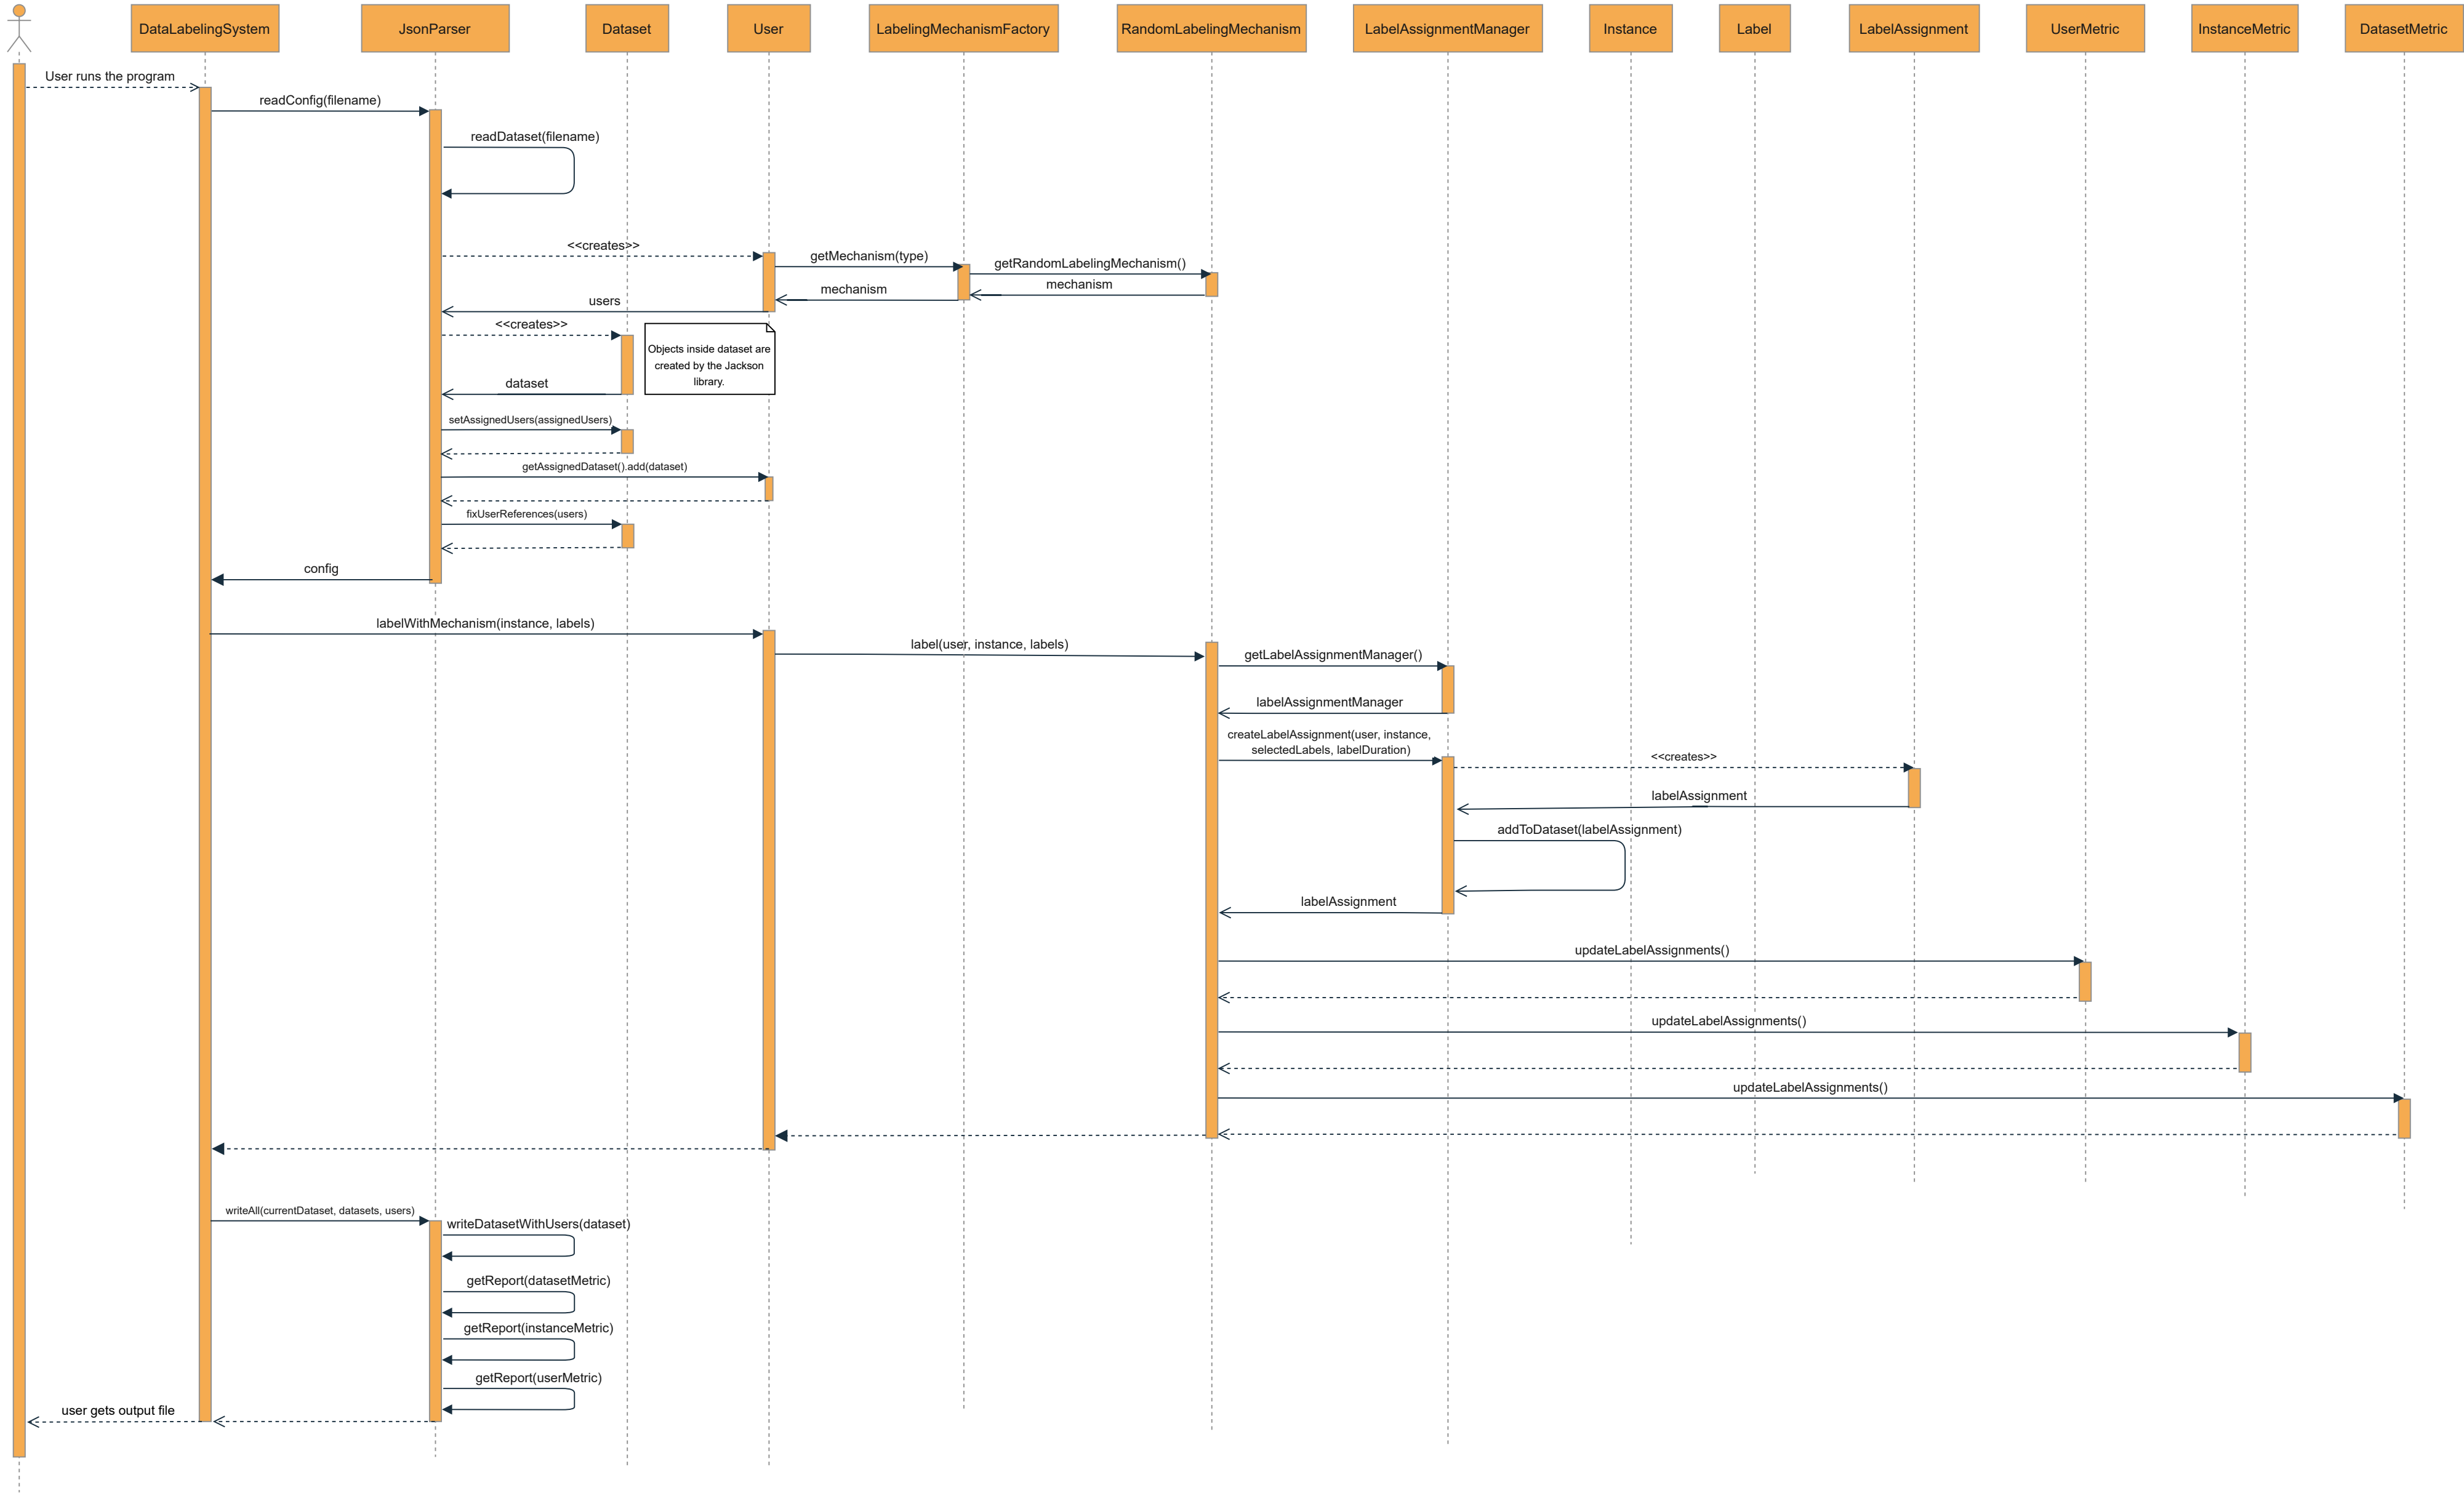 DataLabelingSystem
JsonParser
Dataset
User
LabelingMechanismFactory
RandomLabelingMechanism
LabelAssignmentManager
Instance
Label
LabelAssignment
UserMetric
InstanceMetric
DatasetMetric
User runs the program
readConfig(filename)
readDataset(filename)
<<creates>>
getMechanism(type)
getRandomLabelingMechanism()
mechanism
mechanism
users
<<creates>>
Objects inside dataset are
created by the Jackson
library.
dataset
setAssignedUsers(assignedUsers)
getAssignedDataset().add(dataset)
fixUserReferences(users)
config
labelWithMechanism(instance, labels)
label(user, instance, labels)
getLabelAssignmentManager()
labelAssignmentManager
createLabelAssignment(user, instance,
selectedLabels, labelDuration)
<<creates>>
labelAssignment
addToDataset(labelAssignment)
labelAssignment
updateLabelAssignments()
updateLabelAssignments()
updateLabelAssignments()
writeAll(currentDataset, datasets, users)
writeDatasetWithUsers(dataset)
getReport(datasetMetric)
getReport(instanceMetric)
getReport(userMetric)
user gets output file